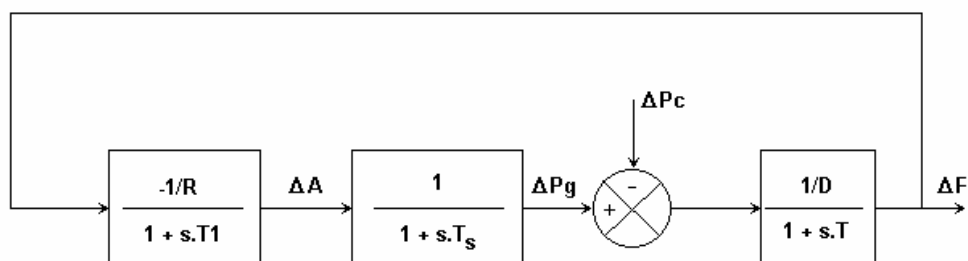 ΔPc
-1/R
1 + s.T1
ΔA
1
1 + s.Ts
ΔPg
+
-
1/D
1 + s.T
ΔF